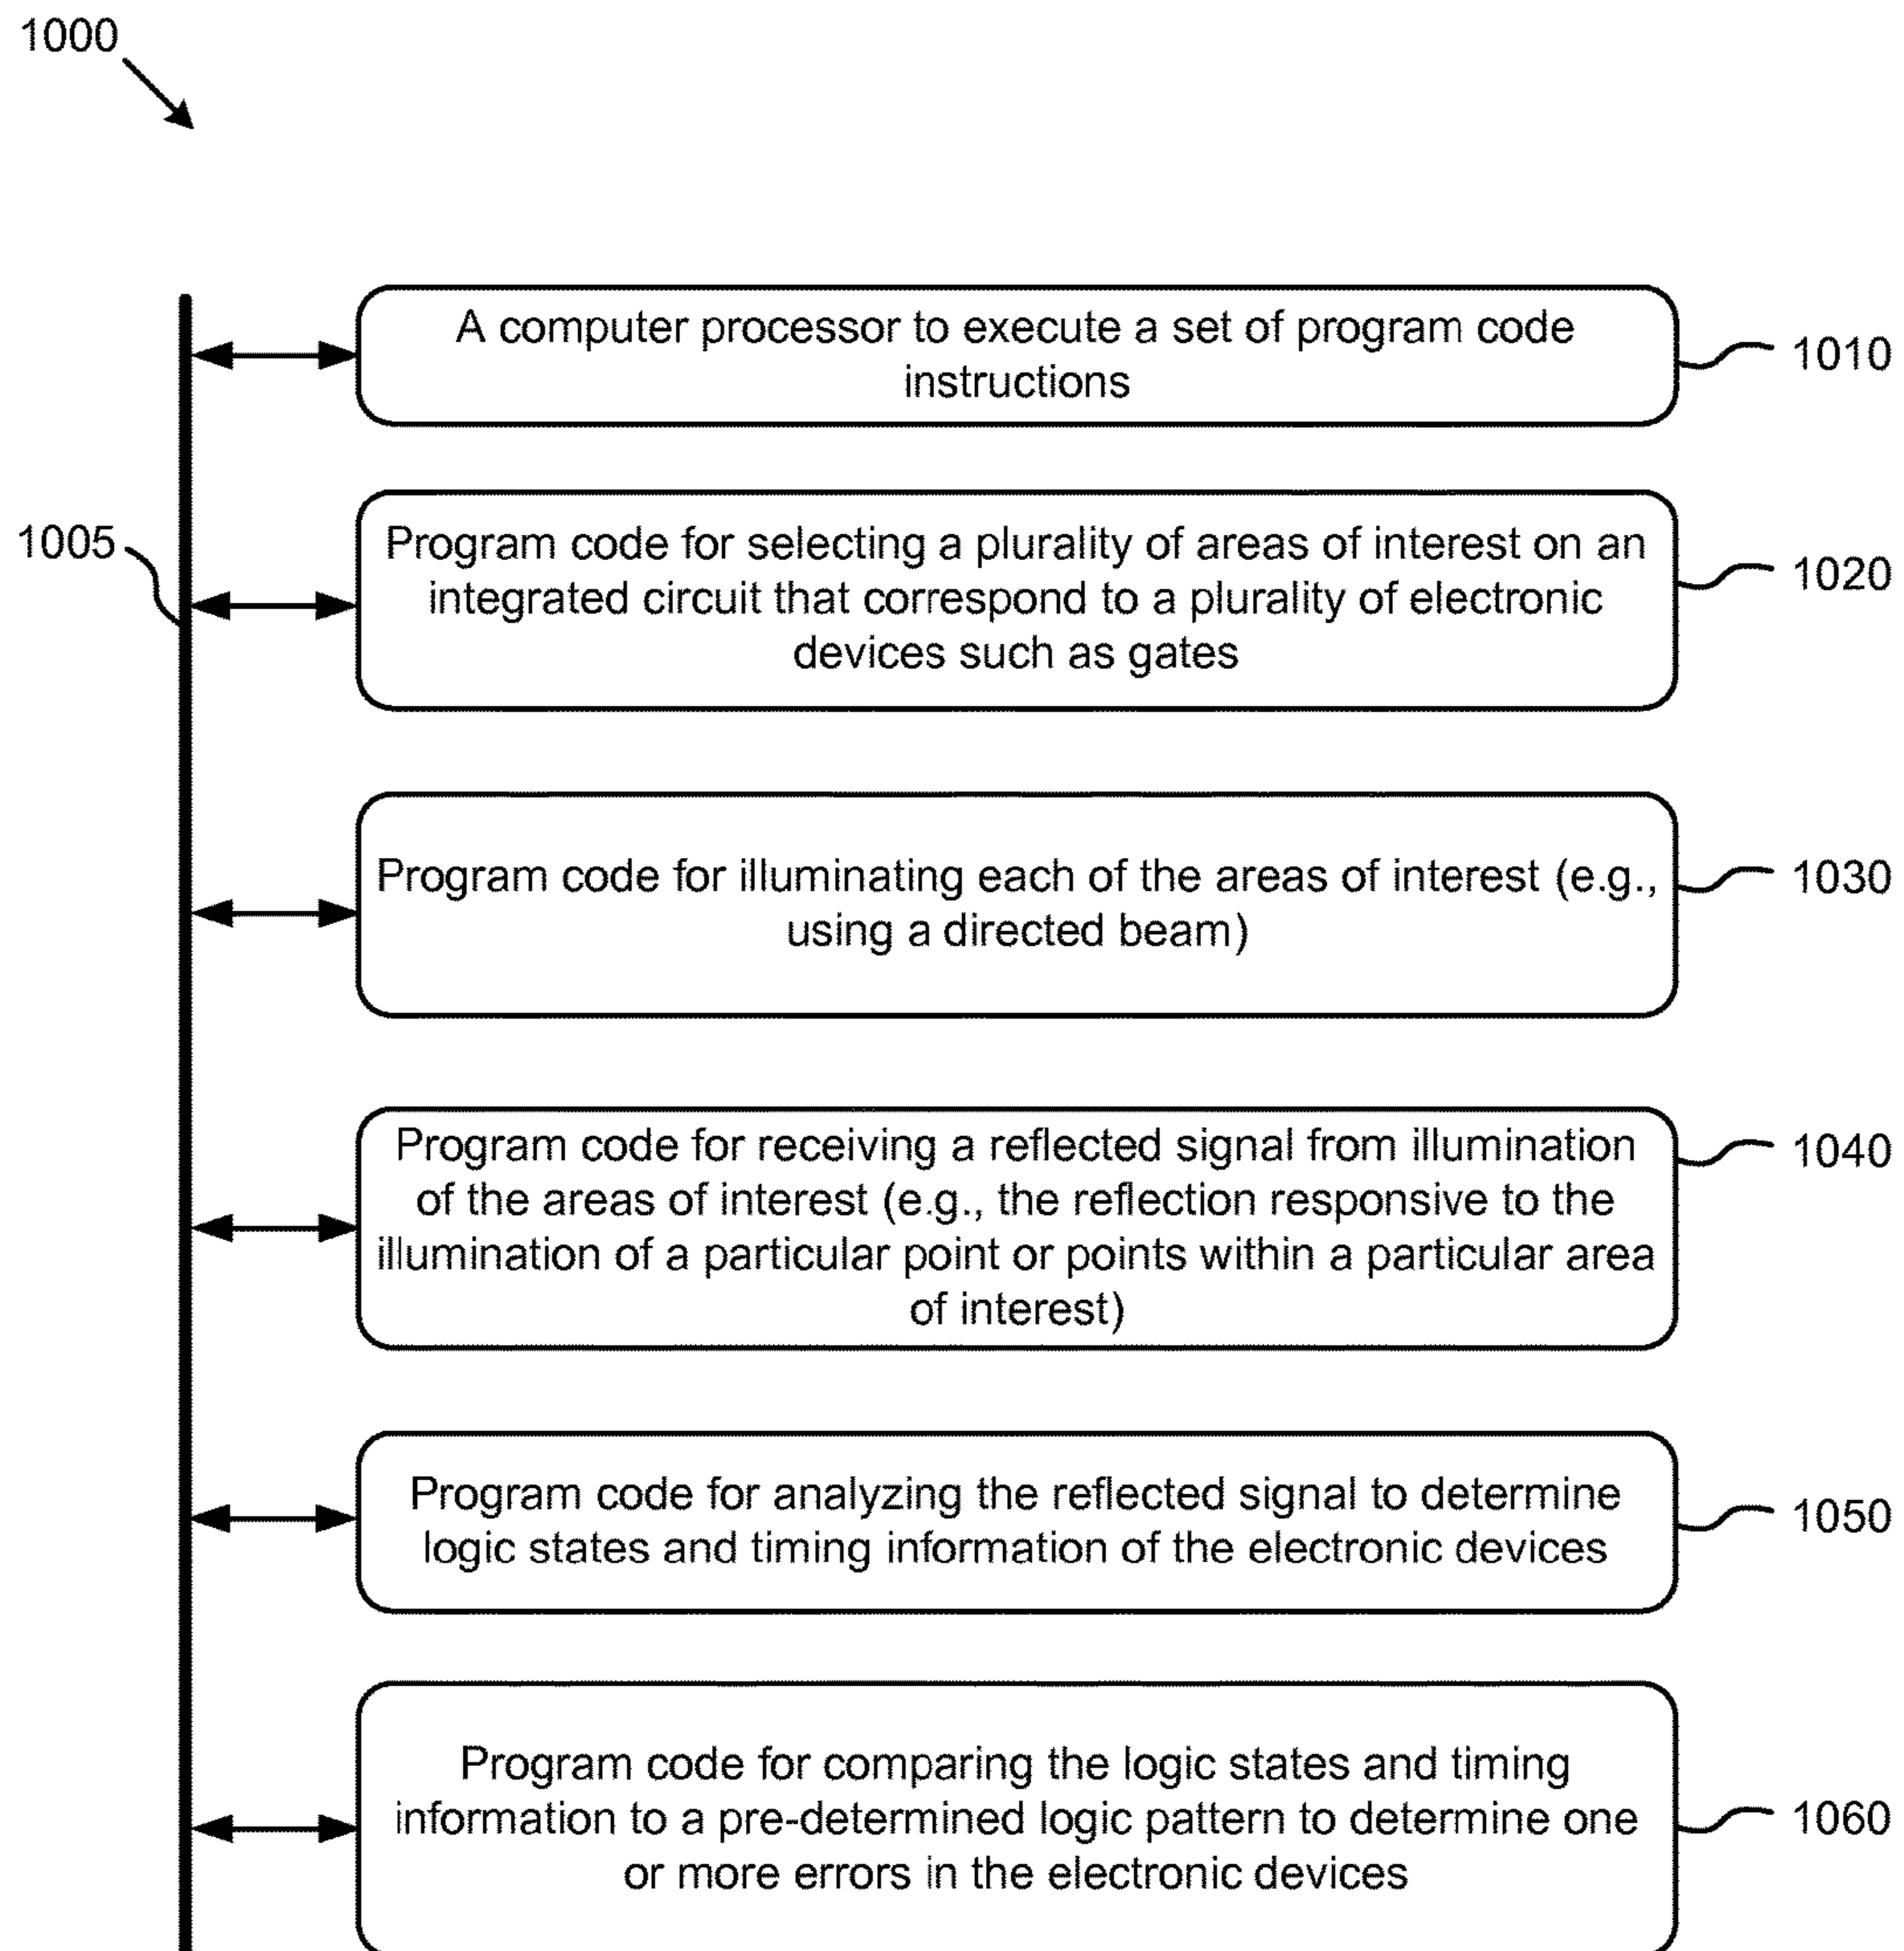 1000
A computer processor to execute a set of program code
instructions
1010
1005
Program code for selecting a plurality of areas of interest on an
integrated circuit that correspond to a plurality of electronic
devices such as gates
1020
Program code for illuminating each of the areas of interest (e.g.,
using a directed beam)
1030
Program code for receiving a reflected signal from illumination
of the areas of interest (e.g., the reflection responsive to the
illumination of a particular point or points within a particular area
of interest)
1040
Program code for analyzing the reflected signal to determine
logic states and timing information of the electronic devices
1050
Program code for comparing the logic states and timing
information to a pre-determined logic pattern to determine one
or more errors in the electronic devices
1060